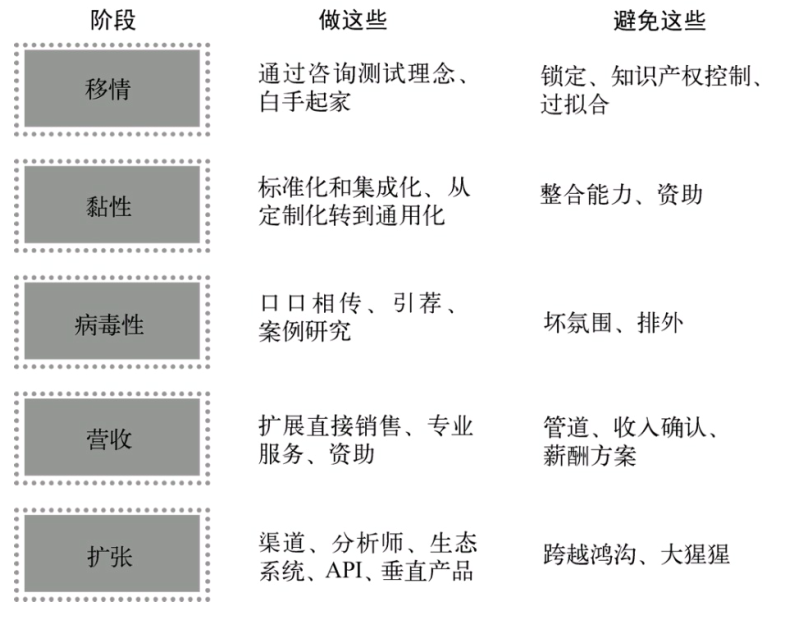 阶段 做这些 避免这些
移情
通过咨询测试理念、
白手起家
锁定、知识产权控制、
过拟合
黏性
标准化和集成化、从
定制化转到通用化
整合能力、资助
病毒性
口口相传、引荐、
案例研究
坏氛围、排外
营收
扩展直接销售、专业
服务、资助
管道、收入确认、
薪酬方案
扩张
渠道、分析师、生态
系统、API、垂直产品
跨越鸿沟、大猩猩